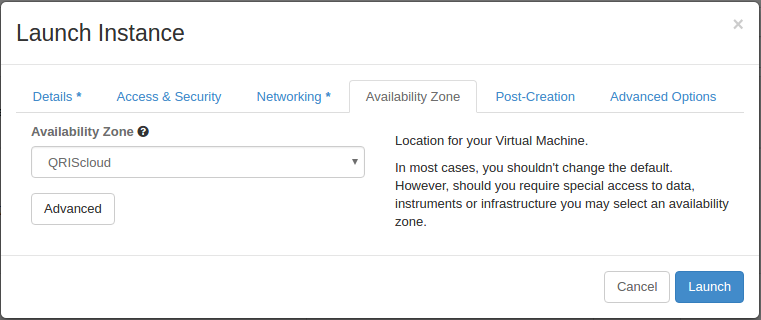 Launch Instance
×
Details *
Access & Security
Networking *
Availability Zone
Post-Creation
Advanced Options
Availability Zone ?
QRIScloud
Advanced
Location for your Virtual Machine.
In most cases, you shouldn't change the default.
However, should you require special access to data,
instruments or infrastructure you may select an availability
zone.
Cancel
Launch